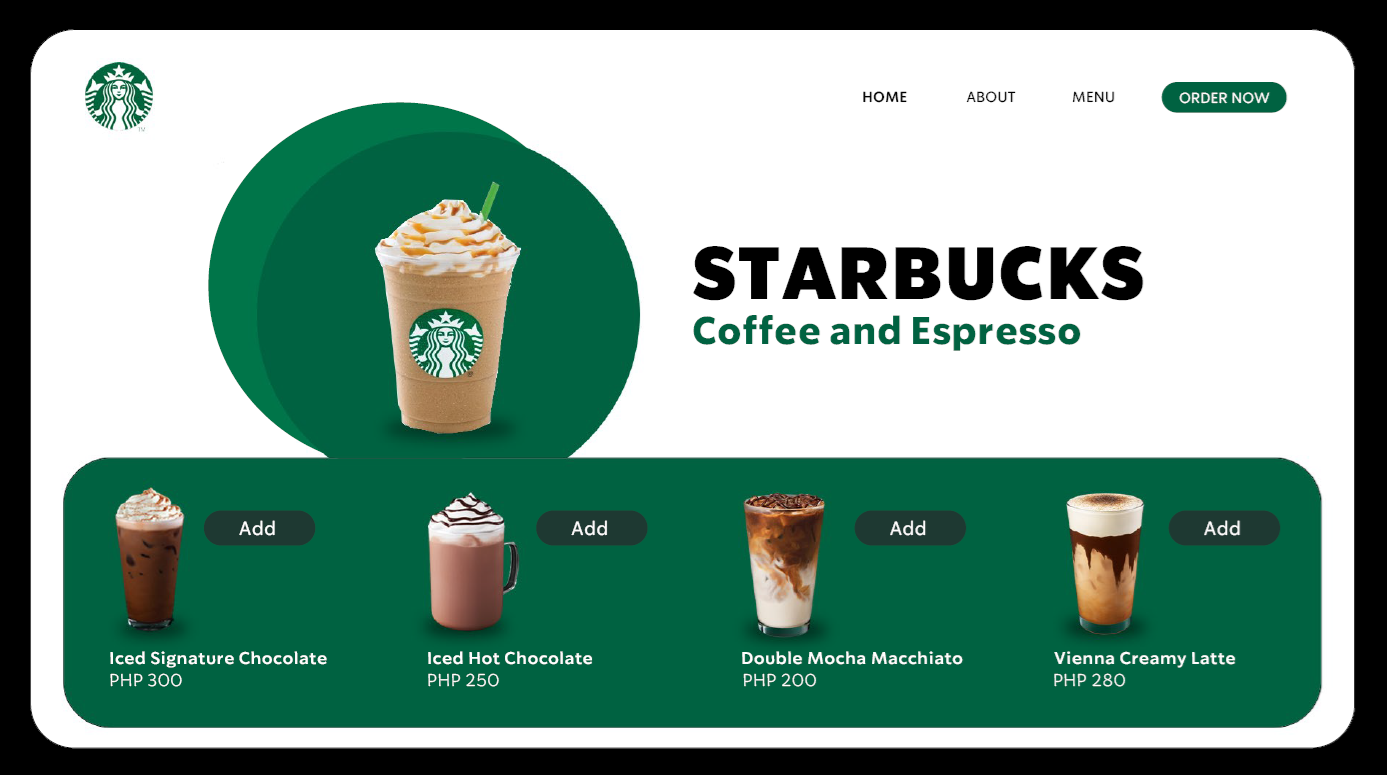 HOME
ABOUT
MENU
ORDER NOW
TM
STARBUCKS
Coffee and Espresso
Add
Add
Add
Add
Iced Signature Chocolate
PHP 300
Iced Hot Chocolate
PHP 250
Double Mocha Macchiato
PHP 200
Vienna Creamy Latte
PHP 280